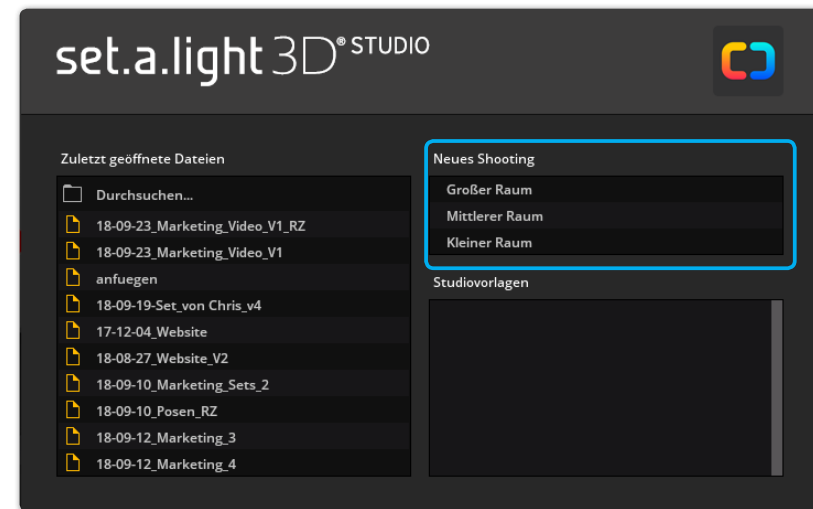 set.a.light 3D® STUDIO
Zuletzt geöffnete Dateien
Durchsuchen...
18-09-23_Marketing_Video_V1_RZ
18-09-23_Marketing_Video_V1
anfuegen
18-09-19-Set_von Chris_v4
17-12-04_Website
18-08-27_Website_V2
18-09-10_Marketing_Sets_2
18-09-10_Posen_RZ
18-09-12_Marketing_3
18-09-12_Marketing_4
Neues Shooting
Großer Raum
Mittlerer Raum
Kleiner Raum
Studiovorlagen